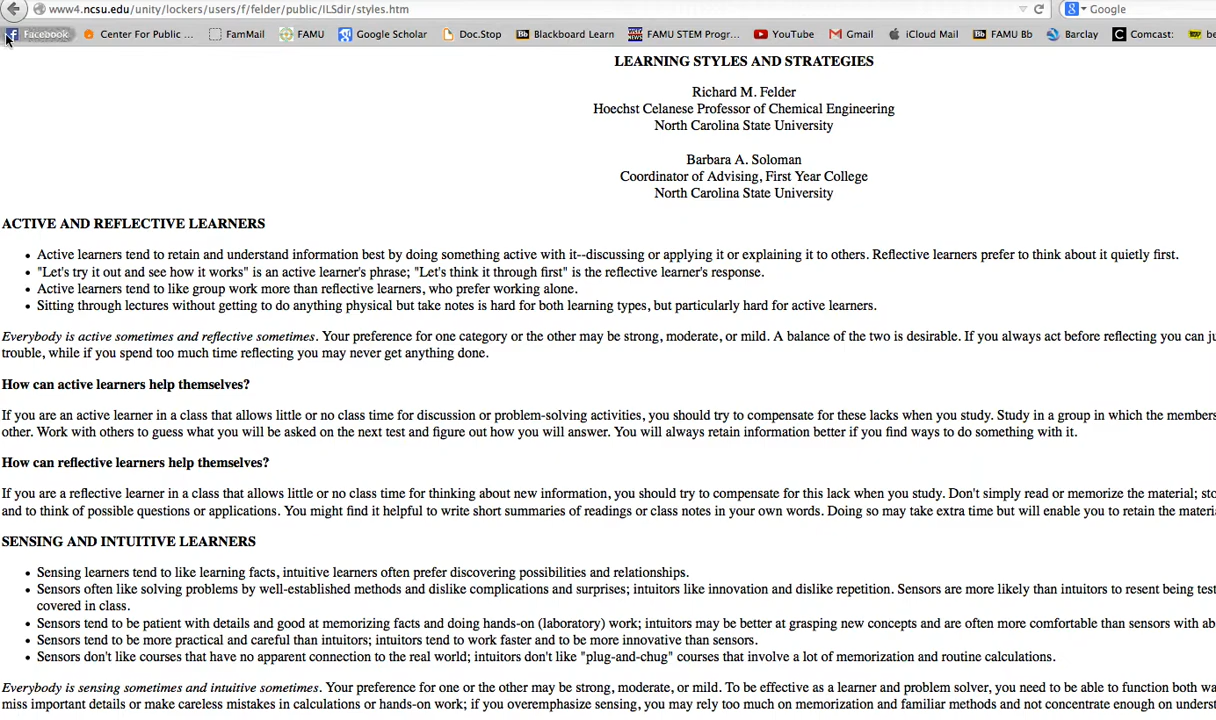 www4.ncsu.edu/unity/lockers/users/f/felder/public/ILSdir/styles.htm
Google
Facebook
Center For Public ...
FamMail
FAMU
Google Scholar
Doc.Stop
Blackboard Learn
FAMU STEM Progr...
YouTube
Gmail
iCloud Mail
FAMU Bb
Barclay
Comcast:
be
LEARNING STYLES AND STRATEGIES
Richard M. Felder
Hoechst Celanese Professor of Chemical Engineering
North Carolina State University
Barbara A. Soloman
Coordinator of Advising, First Year College
North Carolina State University
ACTIVE AND REFLECTIVE LEARNERS
• Active learners tend to retain and understand information best by doing something active with it--discussing or applying it or explaining it to others. Reflective learners prefer to think about it quietly first.
• "Let's try it out and see how it works" is an active learner's phrase; "Let's think it through first" is the reflective learner's response.
• Active learners tend to like group work more than reflective learners, who prefer working alone.
• Sitting through lectures without getting to do anything physical but take notes is hard for both learning types, but particularly hard for active learners.
Everybody is active sometimes and reflective sometimes. Your preference for one category or the other may be strong, moderate, or mild. A balance of the two is desirable. If you always act before reflecting you can ju
trouble, while if you spend too much time reflecting you may never get anything done.
How can active learners help themselves?
If you are an active learner in a class that allows little or no class time for discussion or problem-solving activities, you should try to compensate for these lacks when you study. Study in a group in which the members
other. Work with others to guess what you will be asked on the next test and figure out how you will answer. You will always retain information better if you find ways to do something with it.
How can reflective learners help themselves?
If you are a reflective learner in a class that allows little or no class time for thinking about new information, you should try to compensate for this lack when you study. Don't simply read or memorize the material; sto
and to think of possible questions or applications. You might find it helpful to write short summaries of readings or class notes in your own words. Doing so may take extra time but will enable you to retain the materi
SENSING AND INTUITIVE LEARNERS
• Sensing learners tend to like learning facts, intuitive learners often prefer discovering possibilities and relationships.
• Sensors often like solving problems by well-established methods and dislike complications and surprises; intuitors like innovation and dislike repetition. Sensors are more likely than intuitors to resent being test
covered in class.
• Sensors tend to be patient with details and good at memorizing facts and doing hands-on (laboratory) work; intuitors may be better at grasping new concepts and are often more comfortable than sensors with ab
• Sensors tend to be more practical and careful than intuitors; intuitors tend to work faster and to be more innovative than sensors.
• Sensors don't like courses that have no apparent connection to the real world; intuitors don't like "plug-and-chug" courses that involve a lot of memorization and routine calculations.
Everybody is sensing sometimes and intuitive sometimes. Your preference for one or the other may be strong, moderate, or mild. To be effective as a learner and problem solver, you need to be able to function both wa
miss important details or make careless mistakes in calculations or hands-on work; if you overemphasize sensing, you may rely too much on memorization and familiar methods and not concentrate enough on underst